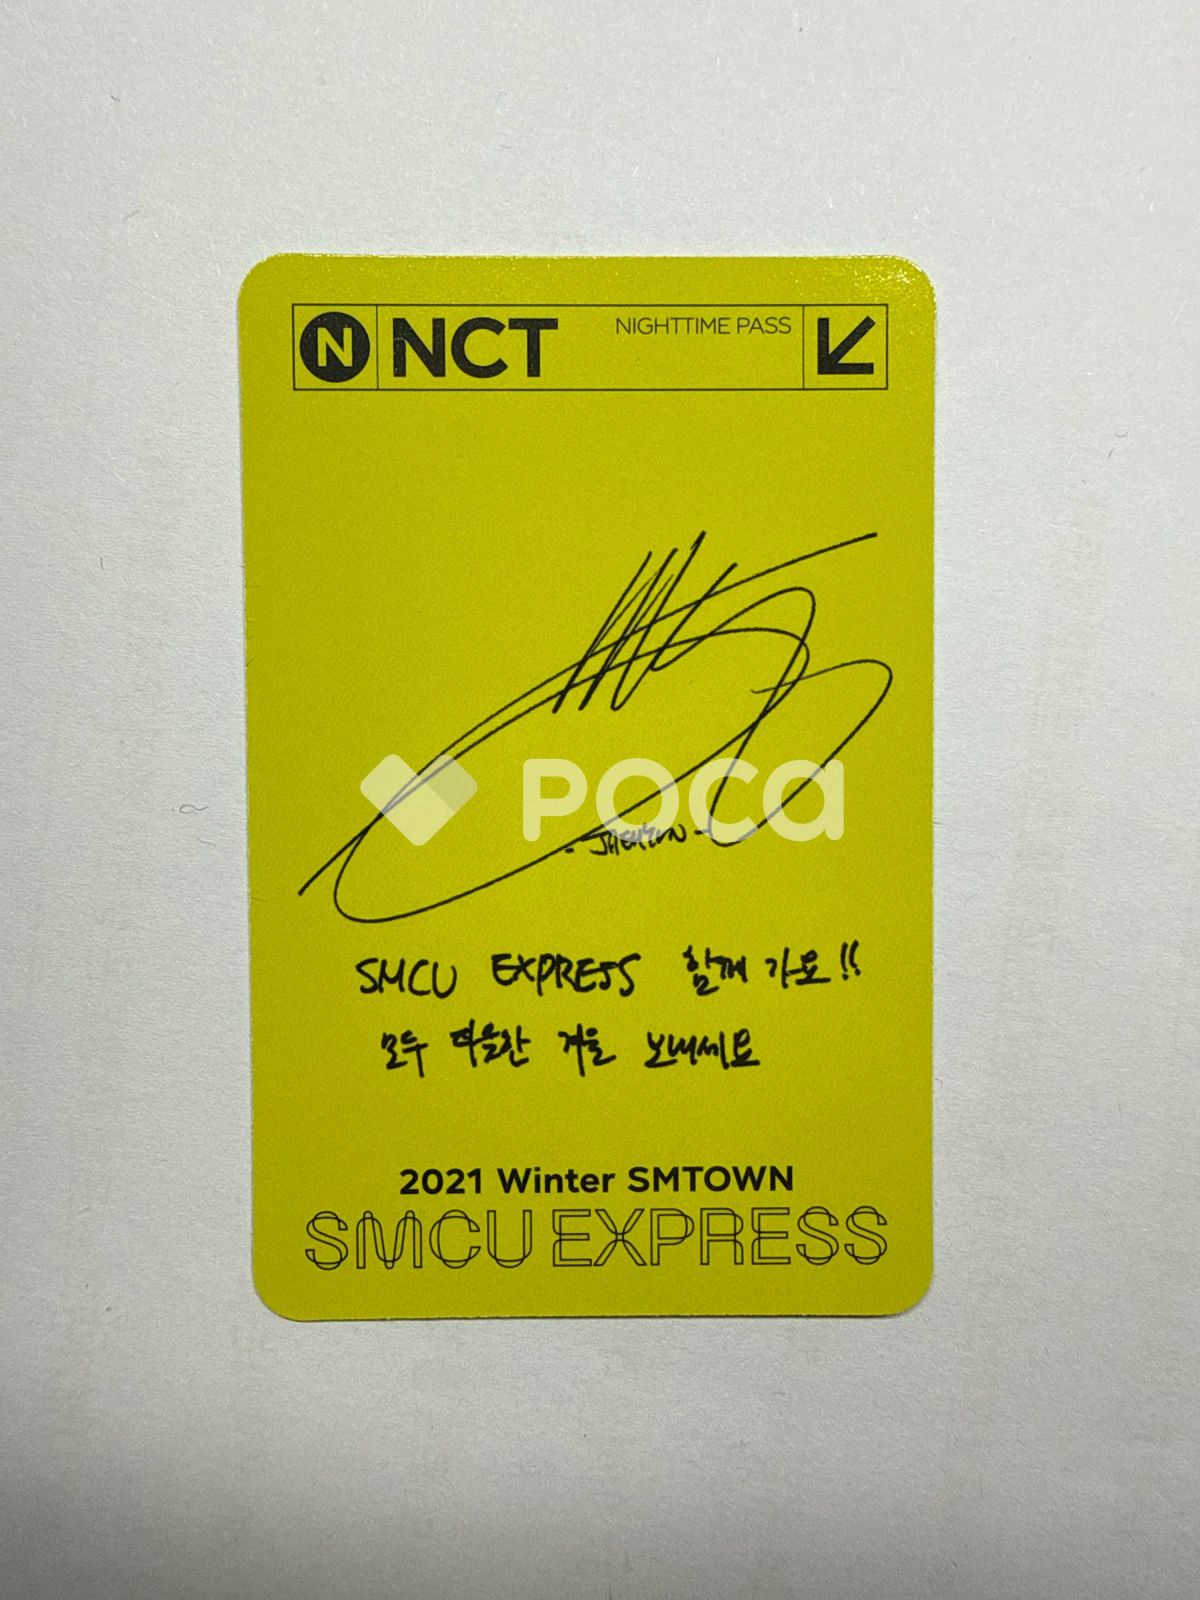 N NCT NIGHTTIME PASS
poca
- JAEHYUN -
SMCU EXPRESS 함께 가요!!
모두 따뜻한 겨울 보내세요
2021 Winter SMTOWN
SMCU EXPRESS